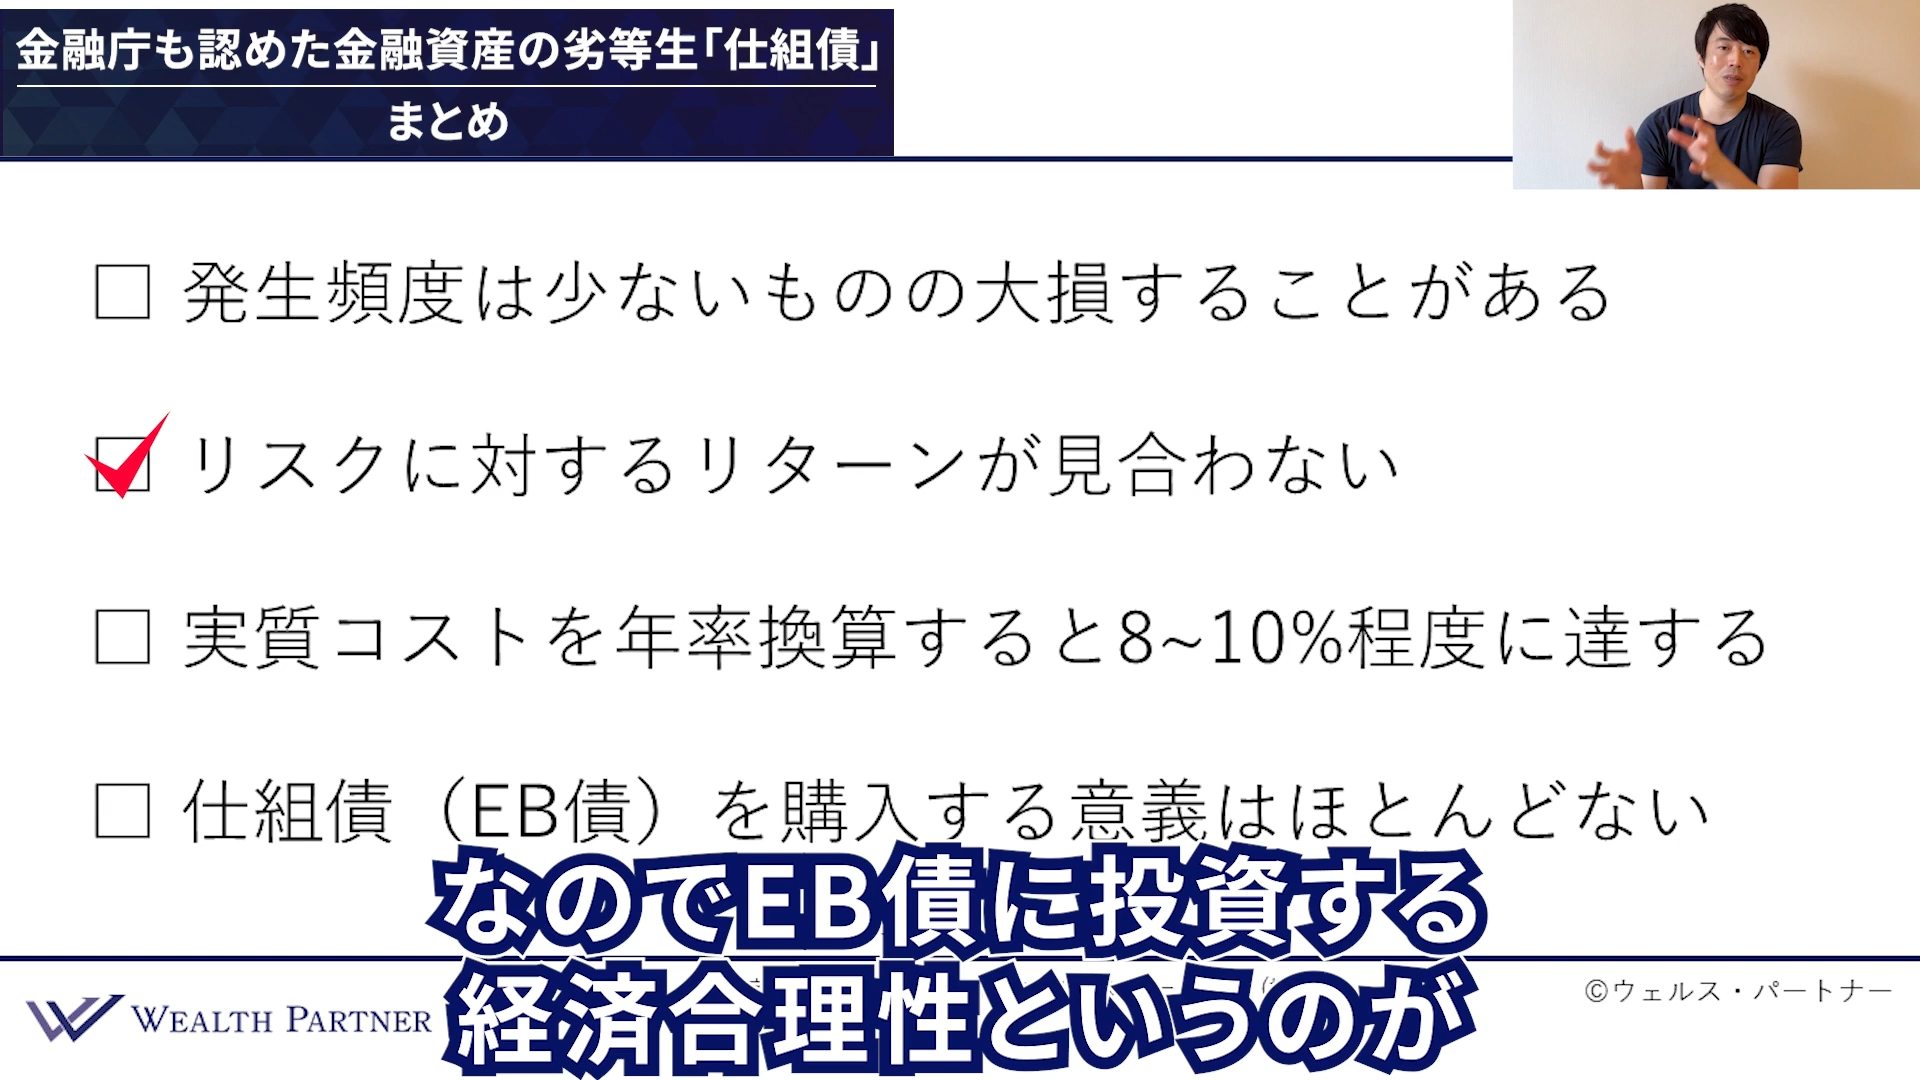 金融庁も認めた金融資産の劣等生「仕組債」
まとめ
□ 発生頻度は少ないものの大損することがある
□ リスクに対するリターンが見合わない
□ 実質コストを年率換算すると8~10%程度に達する
□ 仕組債（EB債）を購入する意義はほとんどない
なのでEB債に投資する
経済合理性というのが
WEALTH PARTNER
©ウェルス・パートナー